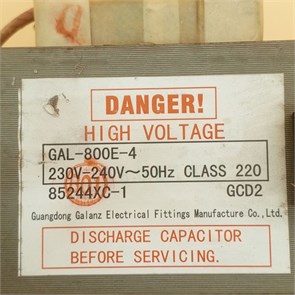 DANGER!
HIGH VOLTAGE
GAL-800E-4
230V-240V~50Hz CLASS 220
85244XC-1 GCD2
Guangdong Galanz Electrical Fittings Manufacture Co.,Ltd.
DISCHARGE CAPACITOR
BEFORE SERVICING.